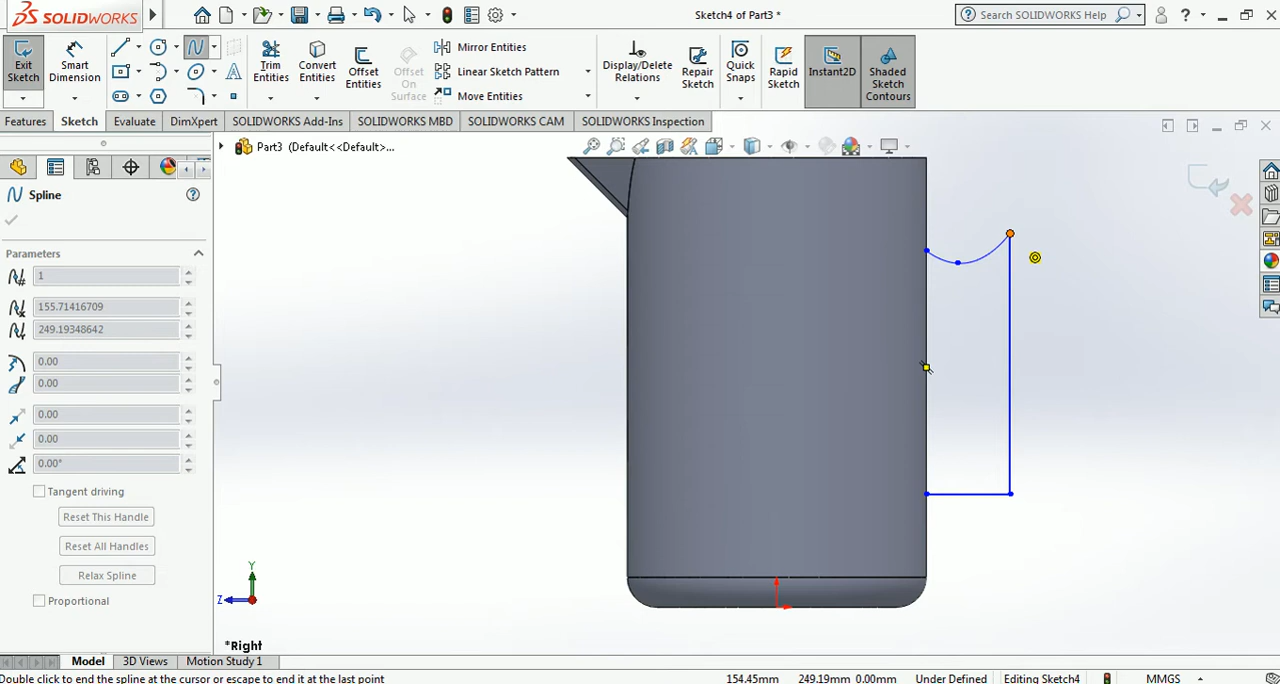 SOLIDWORKS
Sketch4 of Part3 *
Search SOLIDWORKS Help
?
Exit Sketch
Smart Dimension
Trim Entities
Convert Entities
Offset Entities
Offset On Surface
Mirror Entities
Linear Sketch Pattern
Move Entities
Display/Delete Relations
Repair Sketch
Quick Snaps
Rapid Sketch
Instant2D
Shaded Sketch Contours
Features
Sketch
Evaluate
DimXpert
SOLIDWORKS Add-Ins
SOLIDWORKS MBD
SOLIDWORKS CAM
SOLIDWORKS Inspection
Part3 (Default<<Default>...
Spline
Parameters
1
155.71416709
249.19348642
0.00
0.00
0.00
0.00
0.00°
Tangent driving
Reset This Handle
Reset All Handles
Relax Spline
Proportional
Y
Z
*Right
Model
3D Views
Motion Study 1
Double click to end the spline at the cursor or escape to end it at the last point
154.45mm
249.19mm 0.00mm
Under Defined
Editing Sketch4
MMGS